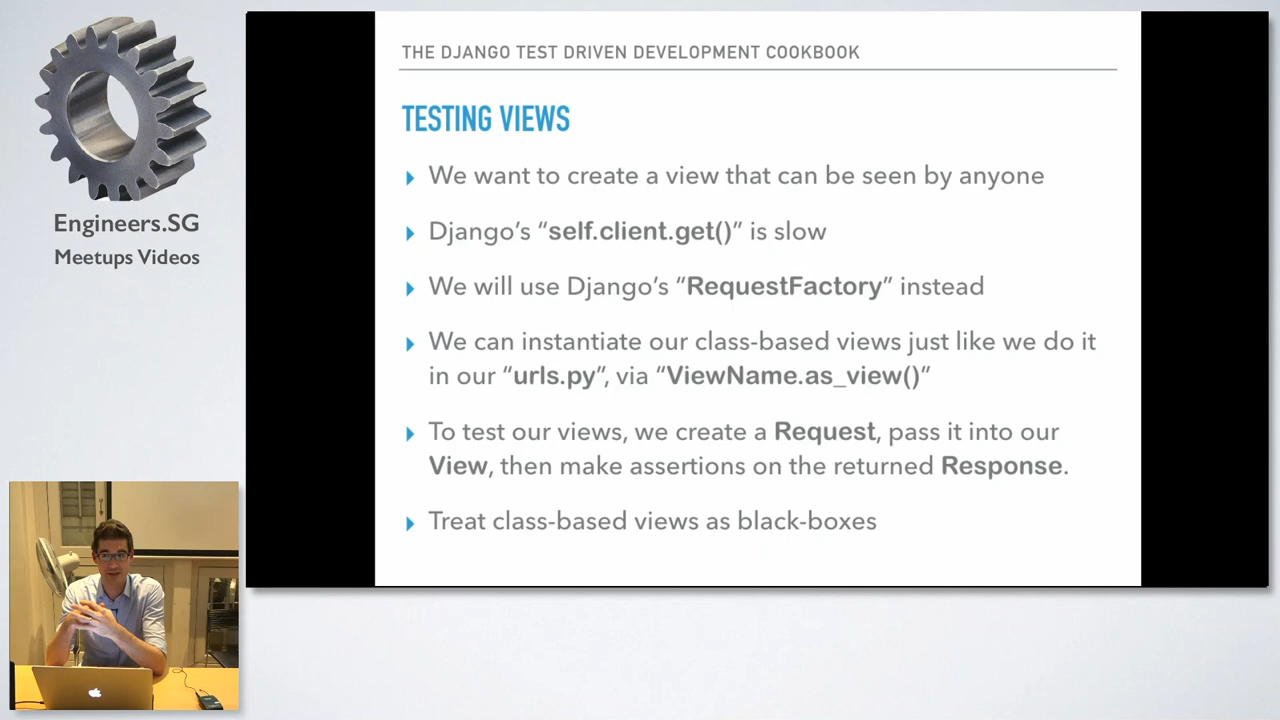 THE DJANGO TEST DRIVEN DEVELOPMENT COOKBOOK
TESTING VIEWS
We want to create a view that can be seen by anyone
Django’s “self.client.get()” is slow
We will use Django’s “RequestFactory” instead
We can instantiate our class-based views just like we do it
in our “urls.py”, via “ViewName.as_view()”
To test our views, we create a Request, pass it into our
View, then make assertions on the returned Response.
Treat class-based views as black-boxes
Engineers.SG
Meetups Videos